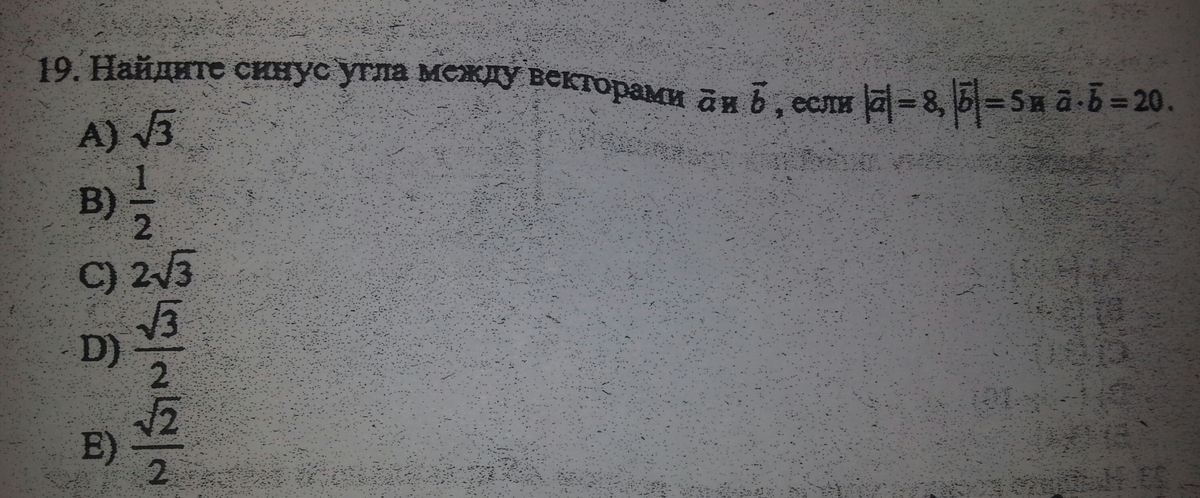 19. Найдите синус угла между векторами a̅ и b̅, если |a̅| = 8, |b̅| = 5 и a̅·b̅ = 20.
A) √3
B) 1/2
C) 2√3
D) √3/2
E) √2/2